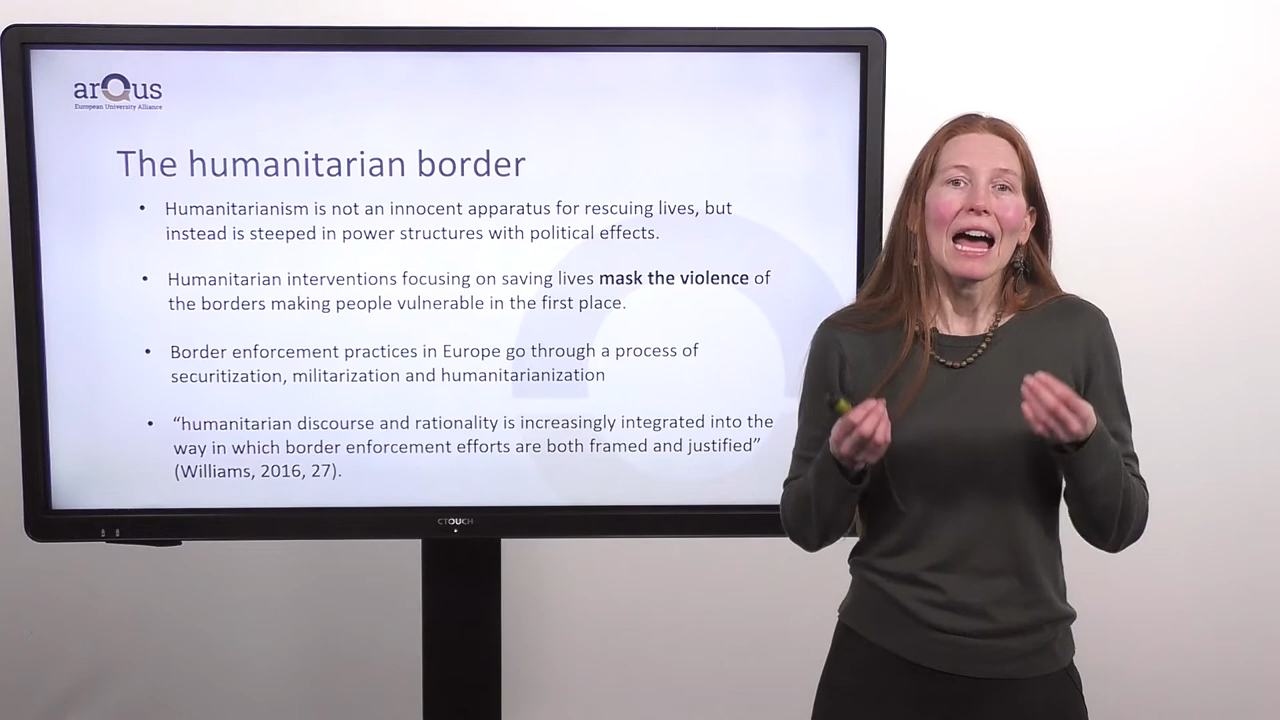 arQus
European University Alliance
The humanitarian border
• Humanitarianism is not an innocent apparatus for rescuing lives, but
instead is steeped in power structures with political effects.
• Humanitarian interventions focusing on saving lives mask the violence of
the borders making people vulnerable in the first place.
• Border enforcement practices in Europe go through a process of
securitization, militarization and humanitarianization
• “humanitarian discourse and rationality is increasingly integrated into the
way in which border enforcement efforts are both framed and justified”
(Williams, 2016, 27).
CTOUCH